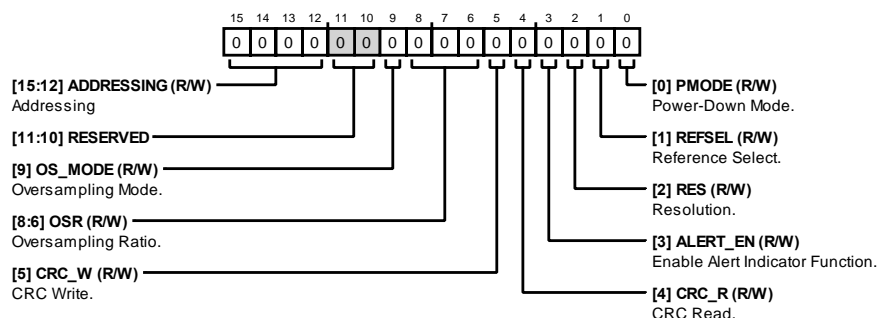 15 14 13 12 11 10 9 8 7 6 5 4 3 2 1 0
0 0 0 0 0 0 0 0 0 0 0 0 0 0 0 0
[15:12] ADDRESSING (R/W)
Addressing
[11:10] RESERVED
[9] OS_MODE (R/W)
Oversampling Mode.
[8:6] OSR (R/W)
Oversampling Ratio.
[5] CRC_W (R/W)
CRC Write.
[0] PMODE (R/W)
Power-Down Mode.
[1] REFSEL (R/W)
Reference Select.
[2] RES (R/W)
Resolution.
[3] ALERT_EN (R/W)
Enable Alert Indicator Function.
[4] CRC_R (R/W)
CRC Read.